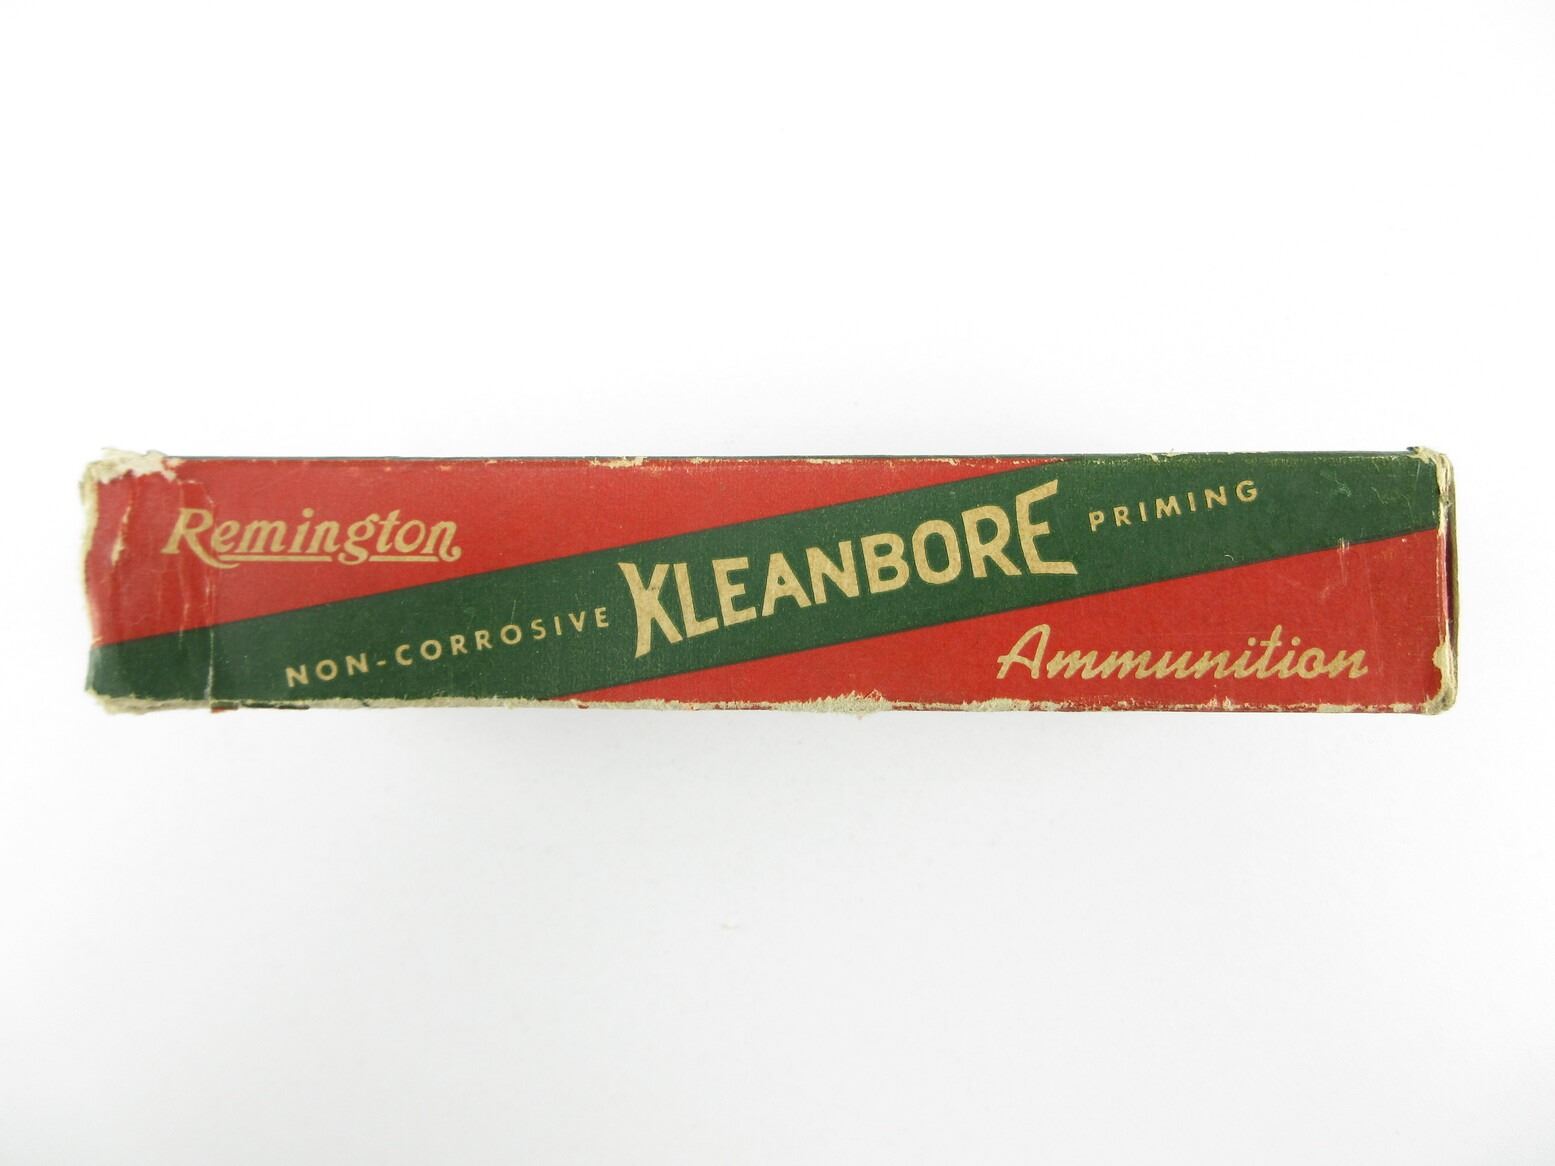 Remington
NON-CORROSIVE KLEANBORE PRIMING
Ammunition